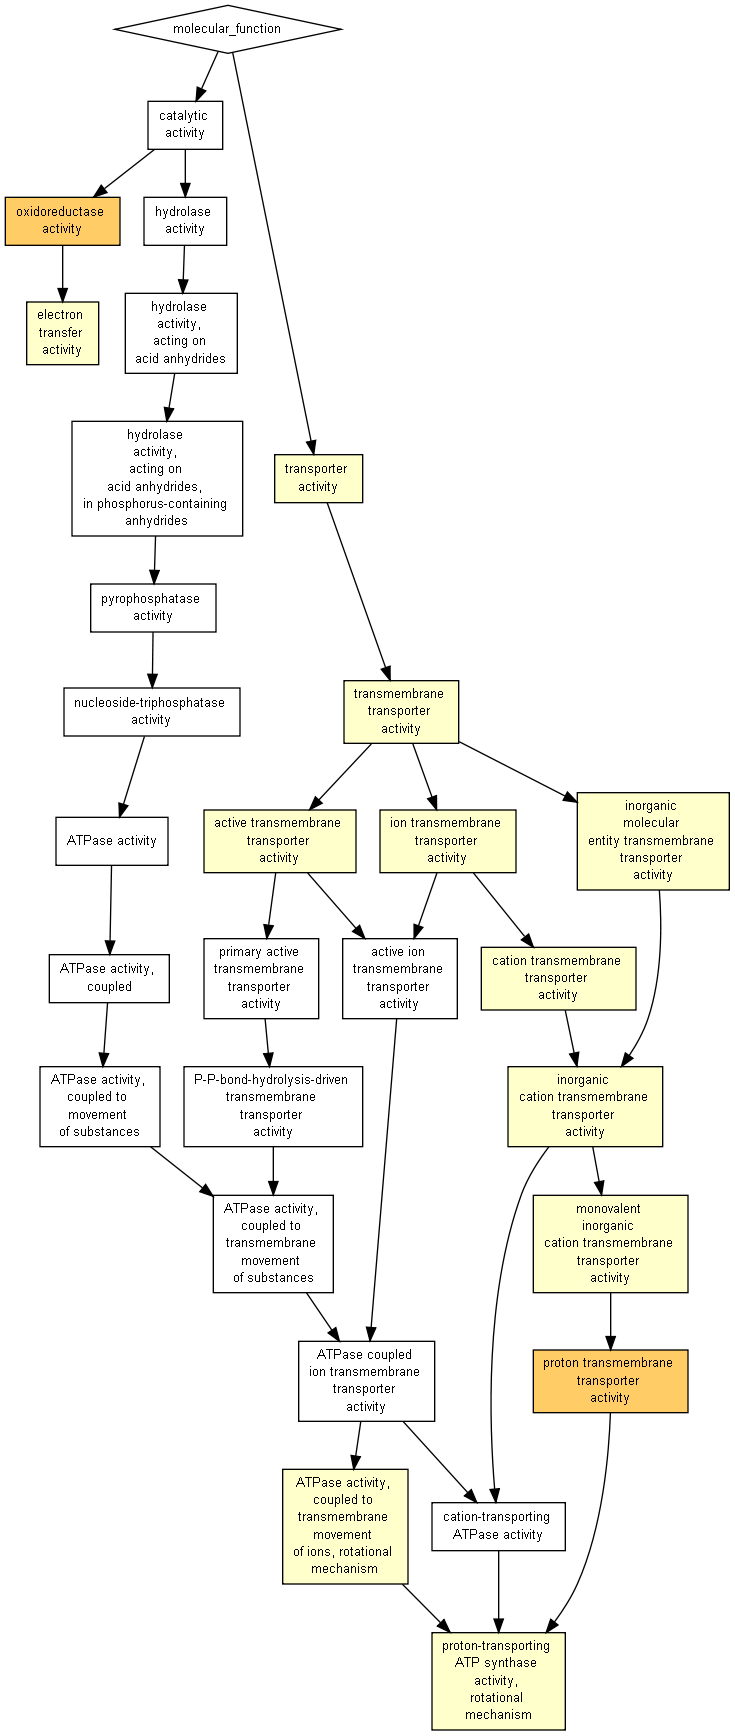 molecular_function
catalytic
activity
oxidoreductase
activity
hydrolase
activity
electron
transfer
activity
hydrolase
activity,
acting on
acid anhydrides
hydrolase
activity,
acting on
acid anhydrides,
in phosphorus-containing
anhydrides
transporter
activity
pyrophosphatase
activity
transmembrane
transporter
activity
nucleoside-triphosphatase
activity
inorganic
molecular
entity transmembrane
transporter
activity
active transmembrane
transporter
activity
ion transmembrane
transporter
activity
ATPase activity
primary active
transmembrane
transporter
activity
active ion
transmembrane
transporter
activity
cation transmembrane
transporter
activity
ATPase activity,
coupled
ATPase activity,
coupled to
movement
of substances
P-P-bond-hydrolysis-driven
transmembrane
transporter
activity
inorganic
cation transmembrane
transporter
activity
ATPase activity,
coupled to
transmembrane
movement
of substances
monovalent
inorganic
cation transmembrane
transporter
activity
ATPase coupled
ion transmembrane
transporter
activity
proton transmembrane
transporter
activity
ATPase activity,
coupled to
transmembrane
movement
of ions, rotational
mechanism
cation-transporting
ATPase activity
proton-transporting
ATP synthase
activity,
rotational
mechanism